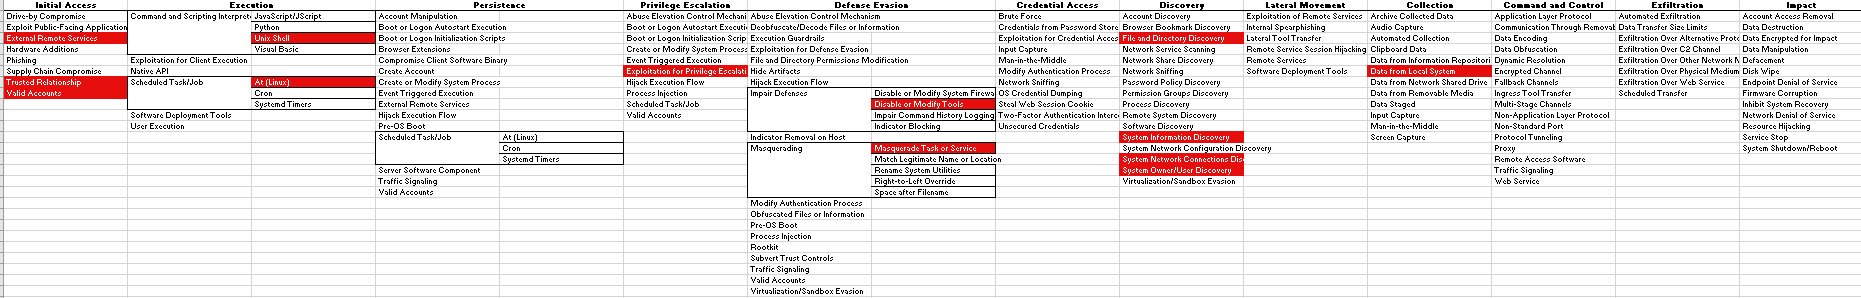 Initial Access Execution Persistence Privilege Escalation Defense Evasion Credential Access Discovery Lateral Movement Collection Command and Control Exfiltration Impact
Drive-by Compromise Command and Scripting Interpret JavaScript/JScript Account Manipulation Abuse Elevation Control Mechani Abuse Elevation Control Mechanism Brute Force Account Discovery Exploitation of Remote Services Archive Collected Data Application Layer Protocol Automated Exfiltration Account Access Removal
Exploit Public-Facing Application Python Boot or Logon Autostart Execution Boot or Logon Autostart Executi Deobfuscate/Decode Files or Information Credentials from Password Store Browser Bookmark Discovery Internal Spearphishing Audio Capture Communication Through Removal Data Transfer Size Limits Data Destruction
External Remote Services Unix Shell Boot or Logon Initialization Scripts Boot or Logon Initialization Scrip Execution Guardrails Exploitation for Credential Acces File and Directory Discovery Lateral Tool Transfer Automated Collection Data Encoding Exfiltration Over Alternative Proto Data Encrypted for Impact
Hardware Additions Visual Basic Browser Extensions Create or Modify System Process Exploitation for Defense Evasion Input Capture Network Service Scanning Remote Service Session Hijacking Clipboard Data Data Obfuscation Exfiltration Over C2 Channel Data Manipulation
Phishing Exploitation for Client Execution Compromise Client Software Binary Event Triggered Execution File and Directory Permissions Modification Man-in-the-Middle Network Share Discovery Remote Services Data from Information Repositori Dynamic Resolution Exfiltration Over Other Network M Defacement
Supply Chain Compromise Native API Create Account Exploitation for Privilege Escalati Hide Artifacts Modify Authentication Process Network Sniffing Software Deployment Tools Data from Local System Encrypted Channel Exfiltration Over Physical Medium Disk Wipe
Trusted Relationship Scheduled Task/Job At (Linux) Create or Modify System Process Hijack Execution Flow Hijack Execution Flow Network Sniffing Password Policy Discovery Data from Network Shared Drive Fallback Channels Exfiltration Over Web Service Endpoint Denial of Service
Valid Accounts Cron Event Triggered Execution Process Injection Impair Defenses Disable or Modify System Firewa OS Credential Dumping Permission Groups Discovery Data from Removable Media Ingress Tool Transfer Scheduled Transfer Firmware Corruption
Systemd Timers External Remote Services Scheduled Task/Job Disable or Modify Tools Steal Web Session Cookie Process Discovery Data Staged Multi-Stage Channels Inhibit System Recovery
Software Deployment Tools Hijack Execution Flow Valid Accounts Impair Command History Logging Two-Factor Authentication Interc Remote System Discovery Input Capture Non-Application Layer Protocol Network Denial of Service
User Execution Pre-OS Boot Indicator Blocking Unsecured Credentials Software Discovery Man-in-the-Middle Non-Standard Port Resource Hijacking
Scheduled Task/Job At (Linux) Indicator Removal on Host System Information Discovery Screen Capture Protocol Tunneling Service Stop
Cron Masquerading Masquerade Task or Service System Network Configuration Discovery Proxy System Shutdown/Reboot
Systemd Timers Match Legitimate Name or Location System Network Connections Dis Remote Access Software
Server Software Component Rename System Utilities System Owner/User Discovery Traffic Signaling
Traffic Signaling Right-to-Left Override Virtualization/Sandbox Evasion Web Service
Valid Accounts Space after Filename
Modify Authentication Process
Obfuscated Files or Information
Pre-OS Boot
Process Injection
Rootkit
Subvert Trust Controls
Traffic Signaling
Valid Accounts
Virtualization/Sandbox Evasion